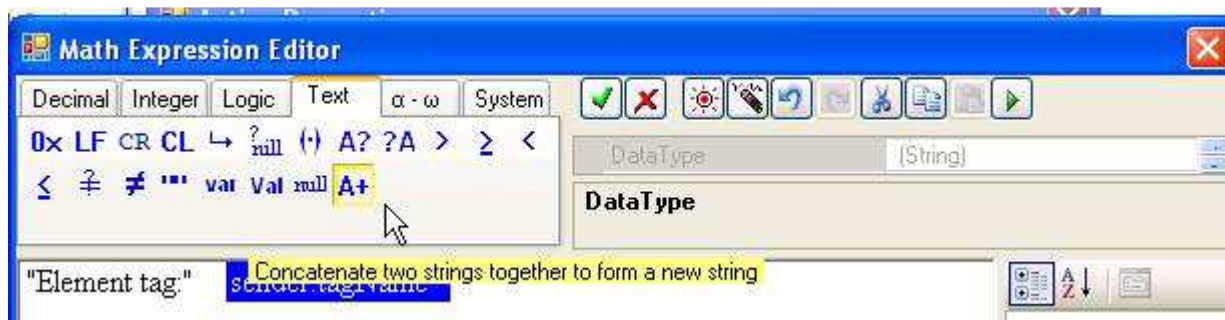 Math Expression Editor
Decimal Integer Logic Text α - ω System
0x LF CR CL ↵ ? null (·) A? ?A > ≥ <
≤ ≟ ≠ "" var Val null A+
DataType (String)
DataType
Concatenate two strings together to form a new string
"Element tag:" sender.tagName
A Z